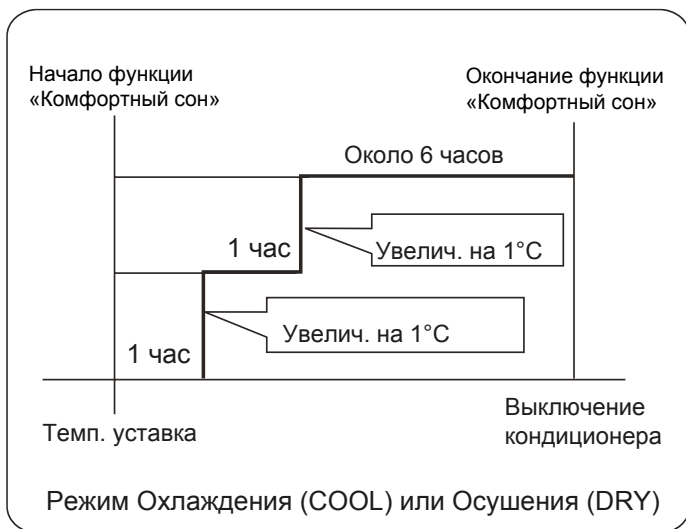 Начало функции
«Комфортный сон»
Окончание функции
«Комфортный сон»
Около 6 часов
1 час
Увелич. на 1°C
1 час
Увелич. на 1°C
Темп. уставка
Выключение
кондиционера
Режим Охлаждения (COOL) или Осушения (DRY)